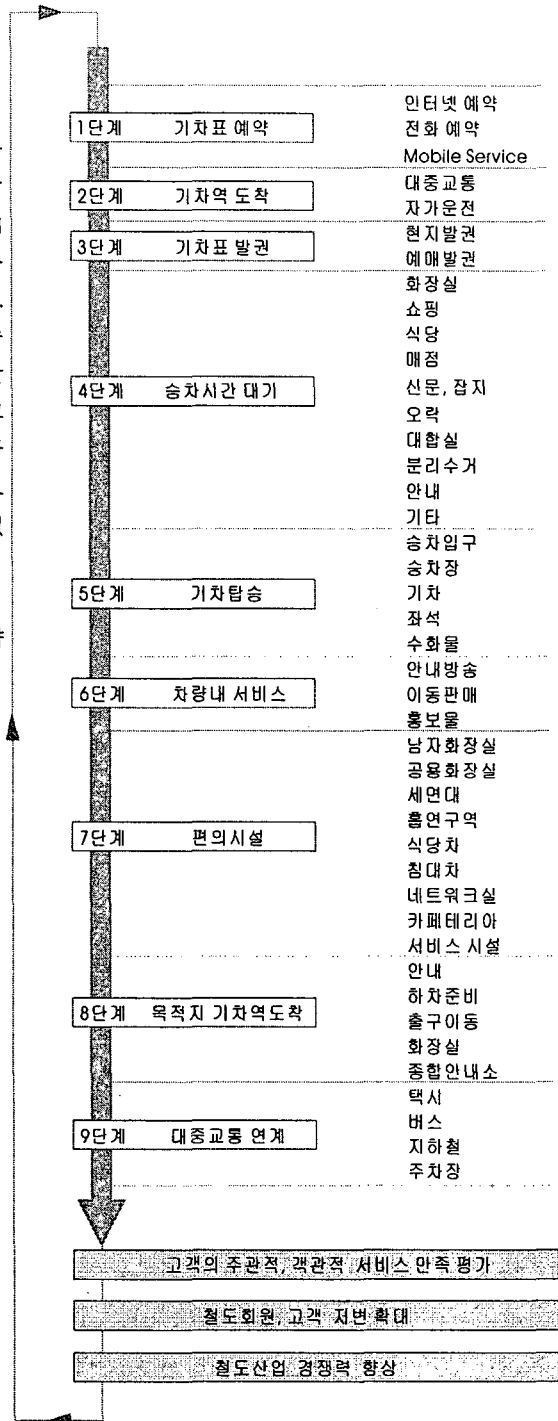 인터넷 예약
1단계 기차표 예약
전화 예약
Mobile Service
2단계 기차역 도착
대중교통
자가운전
3단계 기차표 발권
현지발권
예매발권
4단계 승차시간 대기
화장실
쇼핑
식당
매점
신문, 잡지
오락
대합실
분리수거
안내
기타
5단계 기차탑승
승차입구
승차장
기차
좌석
수화물
6단계 차량내 서비스
안내방송
이동판매
홍보물
7단계 편의시설
남자화장실
공용화장실
세면대
흡연구역
식당차
침대차
네트워크실
카페테리아
서비스 시설
8단계 목적지 기차역도착
안내
하차준비
출구이동
화장실
종합안내소
9단계 대중교통 연계
택시
버스
지하철
주차장
고객의 주관적, 객관적 서비스 만족 평가
철도회원, 고객 저변 확대
철도산업 경쟁력 향상